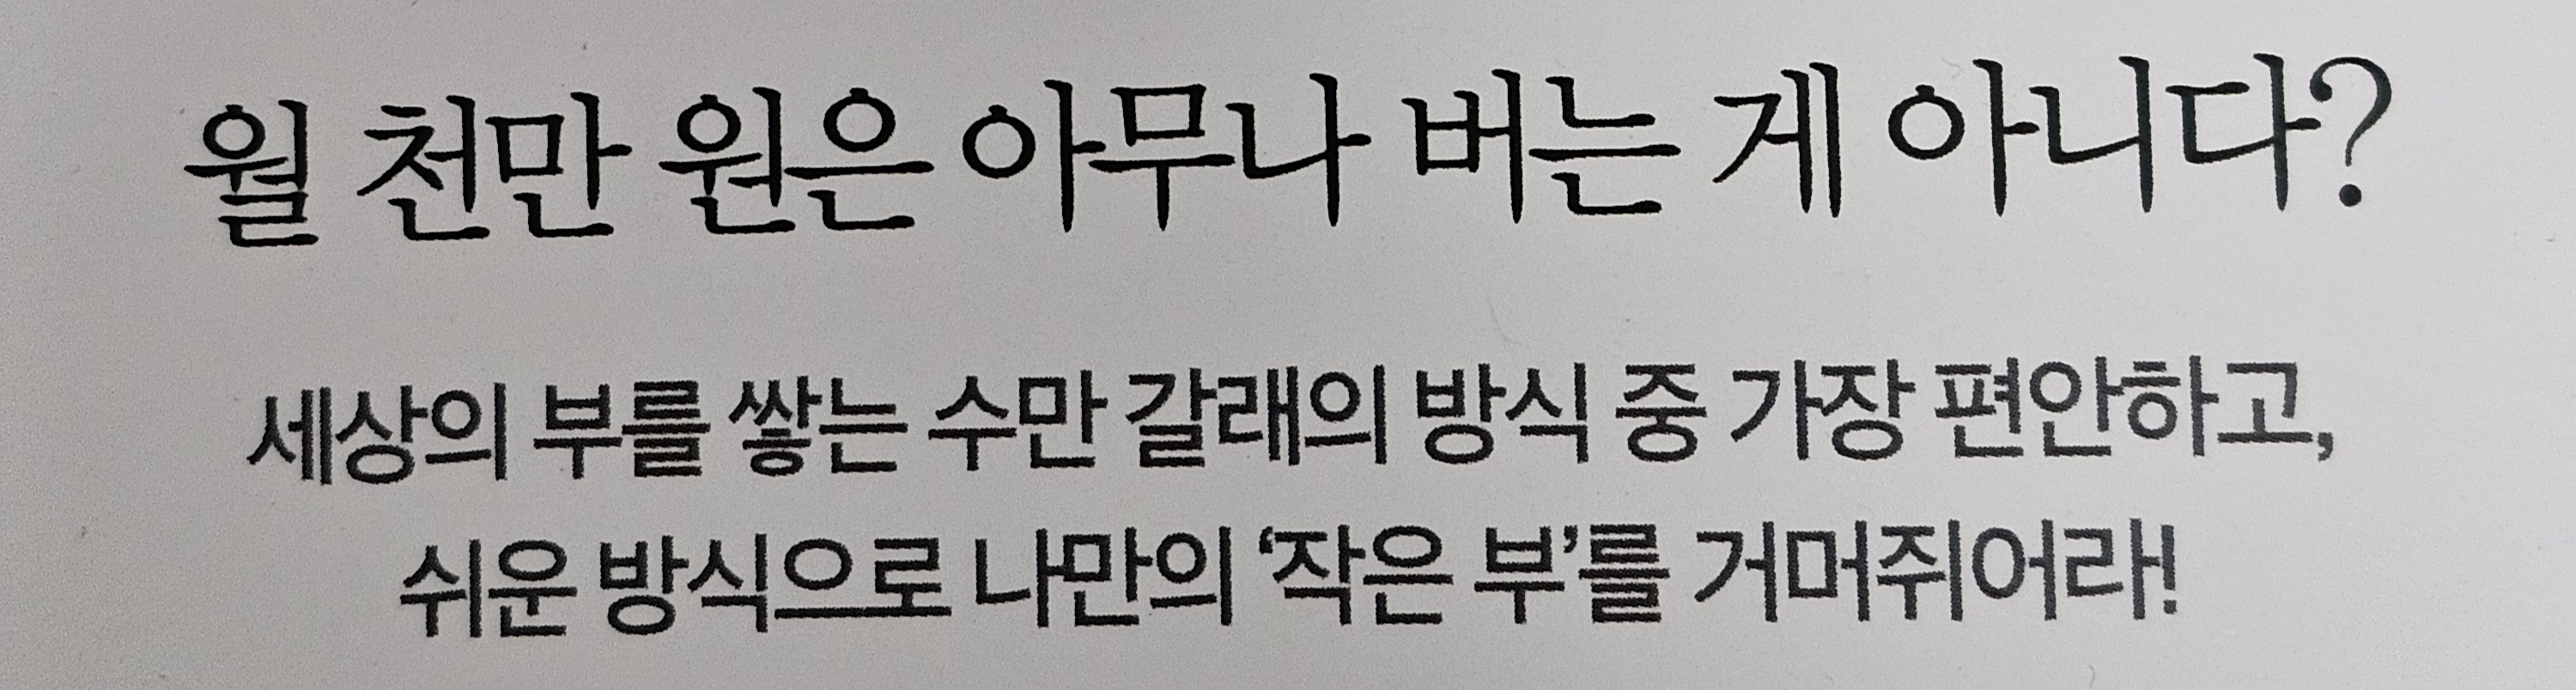 월 천만 원은 아무나 버는 게 아니다?
세상의 부를 쌓는 수만 갈래의 방식 중 가장 편안하고,
쉬운 방식으로 나만의 ‘작은 부’를 거머쥐어라!